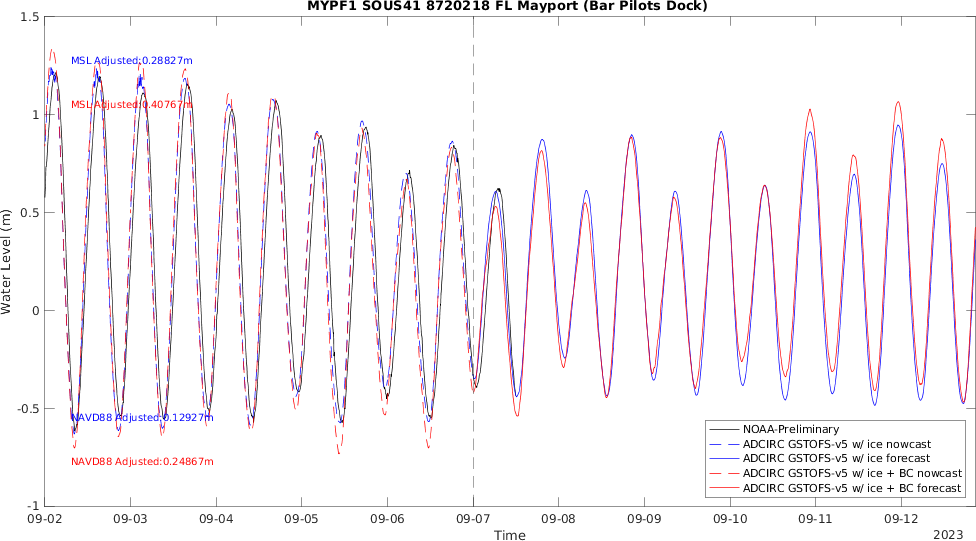 MYPF1 SOUS41 8720218 FL Mayport (Bar Pilots Dock)
1.5
MSL Adjusted:0.28827m
MSL Adjusted:0.40767m
1
0.5
Water Level (m)
0
-0.5
NAVD88 Adjusted:0.12927m
NAVD88 Adjusted:0.24867m
NOAA-Preliminary
ADCIRC GSTOFS-v5 w/ ice nowcast
ADCIRC GSTOFS-v5 w/ ice forecast
ADCIRC GSTOFS-v5 w/ ice + BC nowcast
ADCIRC GSTOFS-v5 w/ ice + BC forecast
-1
09-02 09-03 09-04 09-05 09-06 09-07 09-08 09-09 09-10 09-11 09-12
Time
2023